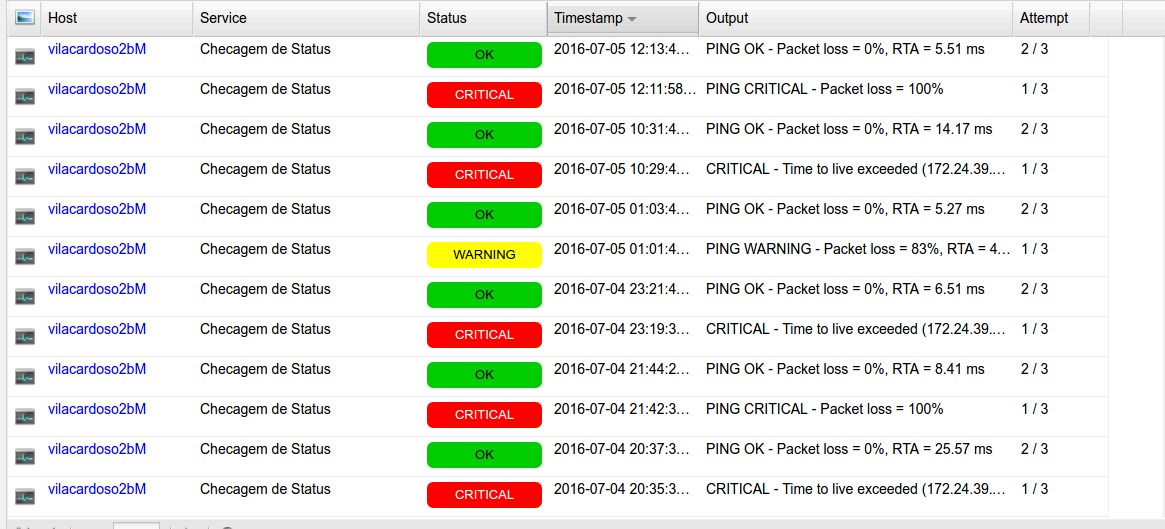 Host Service Status Timestamp Output Attempt
vilacardoso2bM Checagem de Status OK 2016-07-05 12:13:4... PING OK - Packet loss = 0%, RTA = 5.51 ms 2 / 3
vilacardoso2bM Checagem de Status CRITICAL 2016-07-05 12:11:58... PING CRITICAL - Packet loss = 100% 1 / 3
vilacardoso2bM Checagem de Status OK 2016-07-05 10:31:4... PING OK - Packet loss = 0%, RTA = 14.17 ms 2 / 3
vilacardoso2bM Checagem de Status CRITICAL 2016-07-05 10:29:4... CRITICAL - Time to live exceeded (172.24.39.... 1 / 3
vilacardoso2bM Checagem de Status OK 2016-07-05 01:03:4... PING OK - Packet loss = 0%, RTA = 5.27 ms 2 / 3
vilacardoso2bM Checagem de Status WARNING 2016-07-05 01:01:4... PING WARNING - Packet loss = 83%, RTA = 4... 1 / 3
vilacardoso2bM Checagem de Status OK 2016-07-04 23:21:4... PING OK - Packet loss = 0%, RTA = 6.51 ms 2 / 3
vilacardoso2bM Checagem de Status CRITICAL 2016-07-04 23:19:3... CRITICAL - Time to live exceeded (172.24.39.... 1 / 3
vilacardoso2bM Checagem de Status OK 2016-07-04 21:44:2... PING OK - Packet loss = 0%, RTA = 8.41 ms 2 / 3
vilacardoso2bM Checagem de Status CRITICAL 2016-07-04 21:42:3... PING CRITICAL - Packet loss = 100% 1 / 3
vilacardoso2bM Checagem de Status OK 2016-07-04 20:37:3... PING OK - Packet loss = 0%, RTA = 25.57 ms 2 / 3
vilacardoso2bM Checagem de Status CRITICAL 2016-07-04 20:35:3... CRITICAL - Time to live exceeded (172.24.39.... 1 / 3